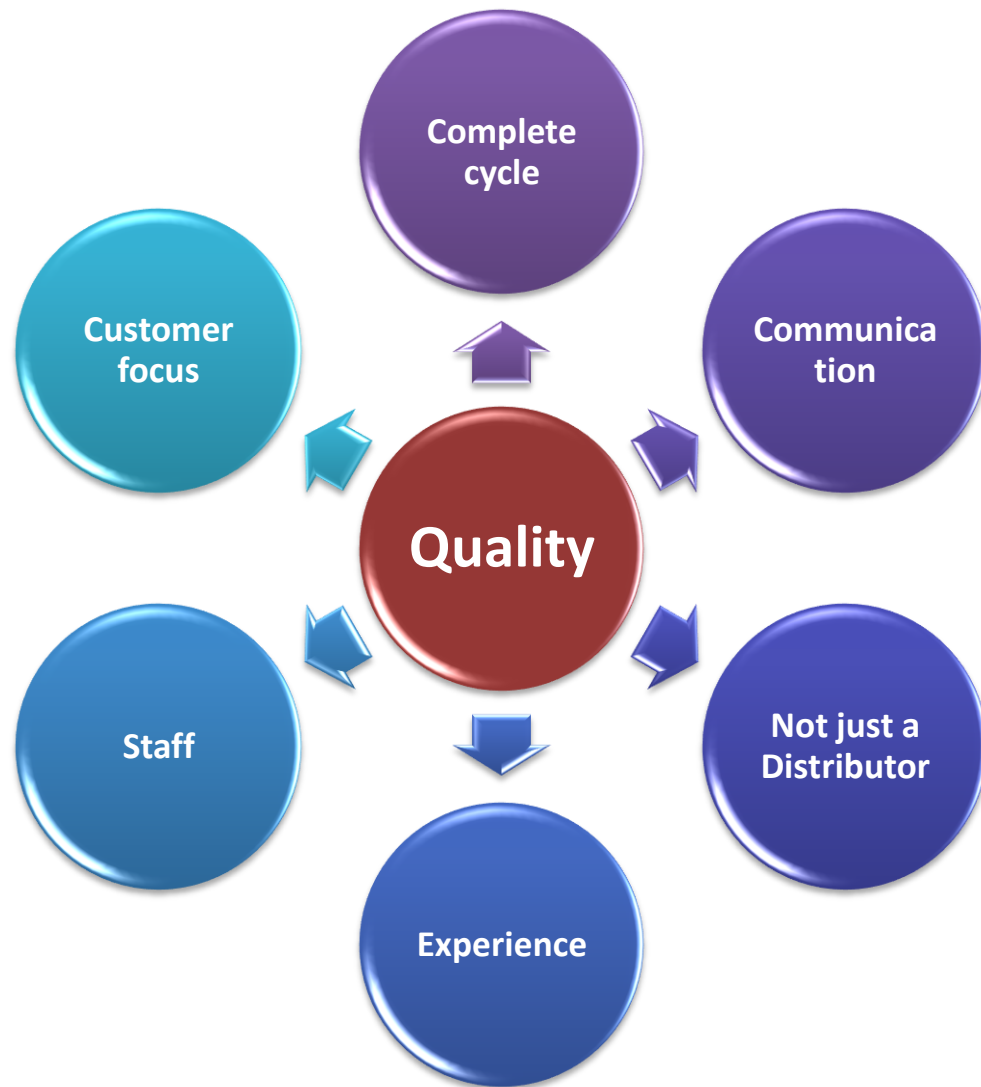 Complete
cycle
Communica
tion
Not just a
Distributor
Experience
Staff
Customer
focus
Quality